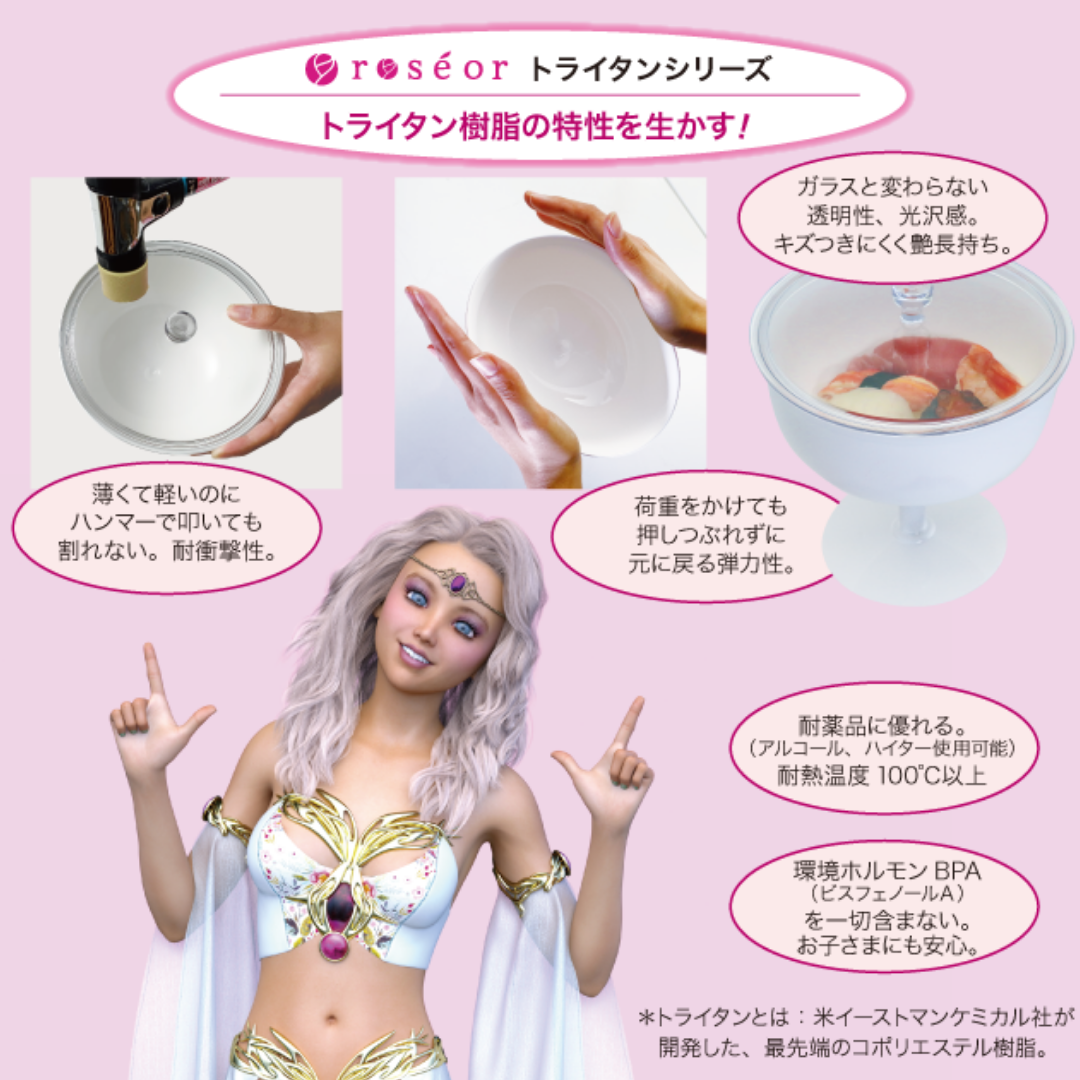 roséor トライタンシリーズ
トライタン樹脂の特性を生かす!
ガラスと変わらない
透明性、光沢感。
キズつきにくく艶長持ち。
薄くて軽いのに
ハンマーで叩いても
割れない。耐衝撃性。
荷重をかけても
押しつぶれずに
元に戻る弾力性。
耐薬品に優れる。
（アルコール、ハイター使用可能）
耐熱温度 100℃以上
環境ホルモン BPA
（ビスフェノールA）
を一切含まない。
お子さまにも安心。
＊トライタンとは：米イーストマンケミカル社が
開発した、最先端のコポリエステル樹脂。